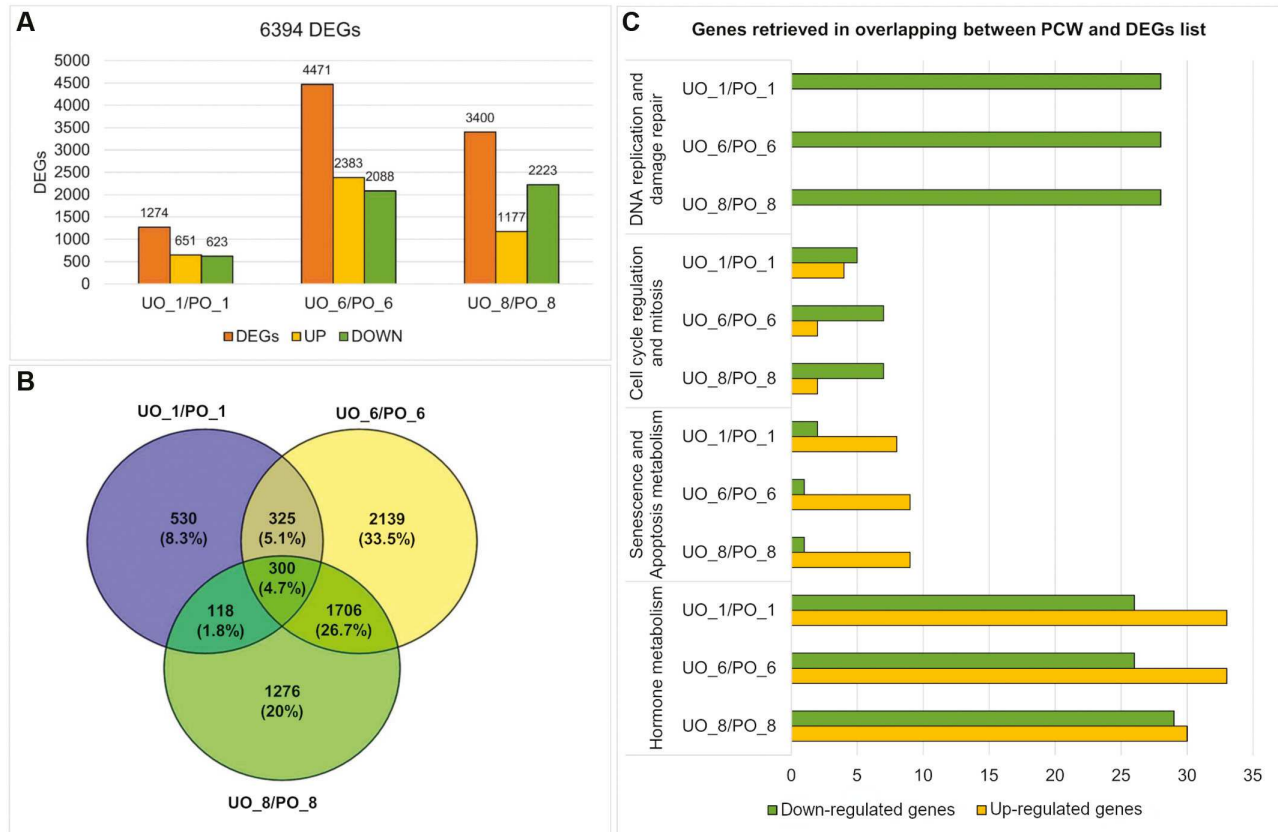 A
6394 DEGs
DEGs
5000
4500
4000
3500
3000
2500
2000
1500
1000
500
0
1274
651
623
4471
2383
2088
3400
1177
2223
UO_1/PO_1
UO_6/PO_6
UO_8/PO_8
DEGs UP DOWN
B
UO_1/PO_1
UO_6/PO_6
530
(8.3%)
325
(5.1%)
2139
(33.5%)
300
(4.7%)
118
(1.8%)
1706
(26.7%)
1276
(20%)
UO_8/PO_8
C
Genes retrieved in overlapping between PCW and DEGs list
DNA replication and
damage repair
UO_1/PO_1
UO_6/PO_6
UO_8/PO_8
Cell cycle regulation
and mitosis
UO_1/PO_1
UO_6/PO_6
UO_8/PO_8
Senescence and
Apoptosis metabolism
UO_1/PO_1
UO_6/PO_6
UO_8/PO_8
Hormone metabolism
UO_1/PO_1
UO_6/PO_6
UO_8/PO_8
0 5 10 15 20 25 30 35
Down-regulated genes Up-regulated genes